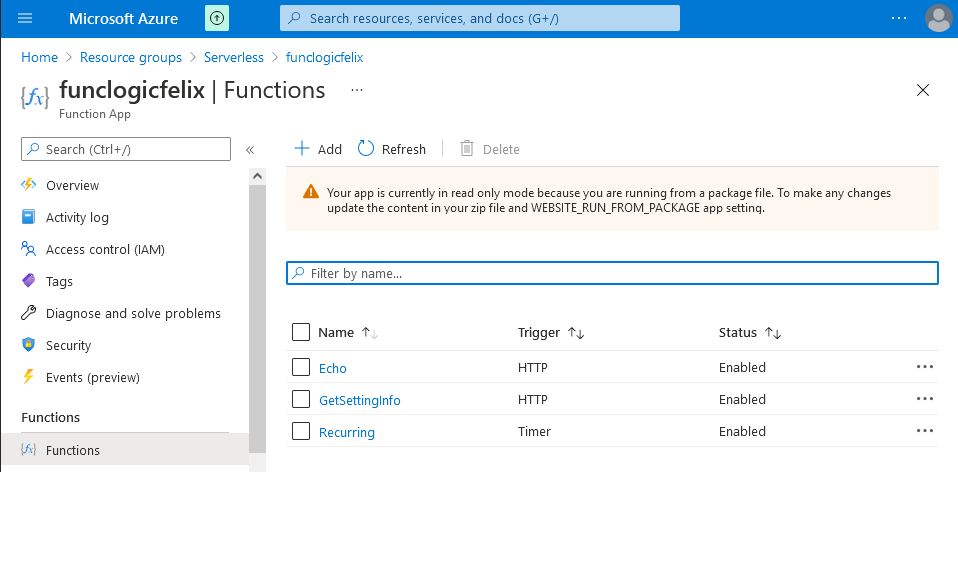 Microsoft Azure
Search resources, services, and docs (G+/)
Home > Resource groups > Serverless > funclogicfelix
{fx} funclogicfelix | Functions ...
Function App
Search (Ctrl+/)
«
Overview
Activity log
Access control (IAM)
Tags
Diagnose and solve problems
Security
Events (preview)
Functions
{fx} Functions
+ Add Refresh Delete
Your app is currently in read only mode because you are running from a package file. To make any changes
update the content in your zip file and WEBSITE_RUN_FROM_PACKAGE app setting.
Filter by name...
Name ↑↓ Trigger ↑↓ Status ↑↓
Echo HTTP Enabled ...
GetSettingInfo HTTP Enabled ...
Recurring Timer Enabled ...